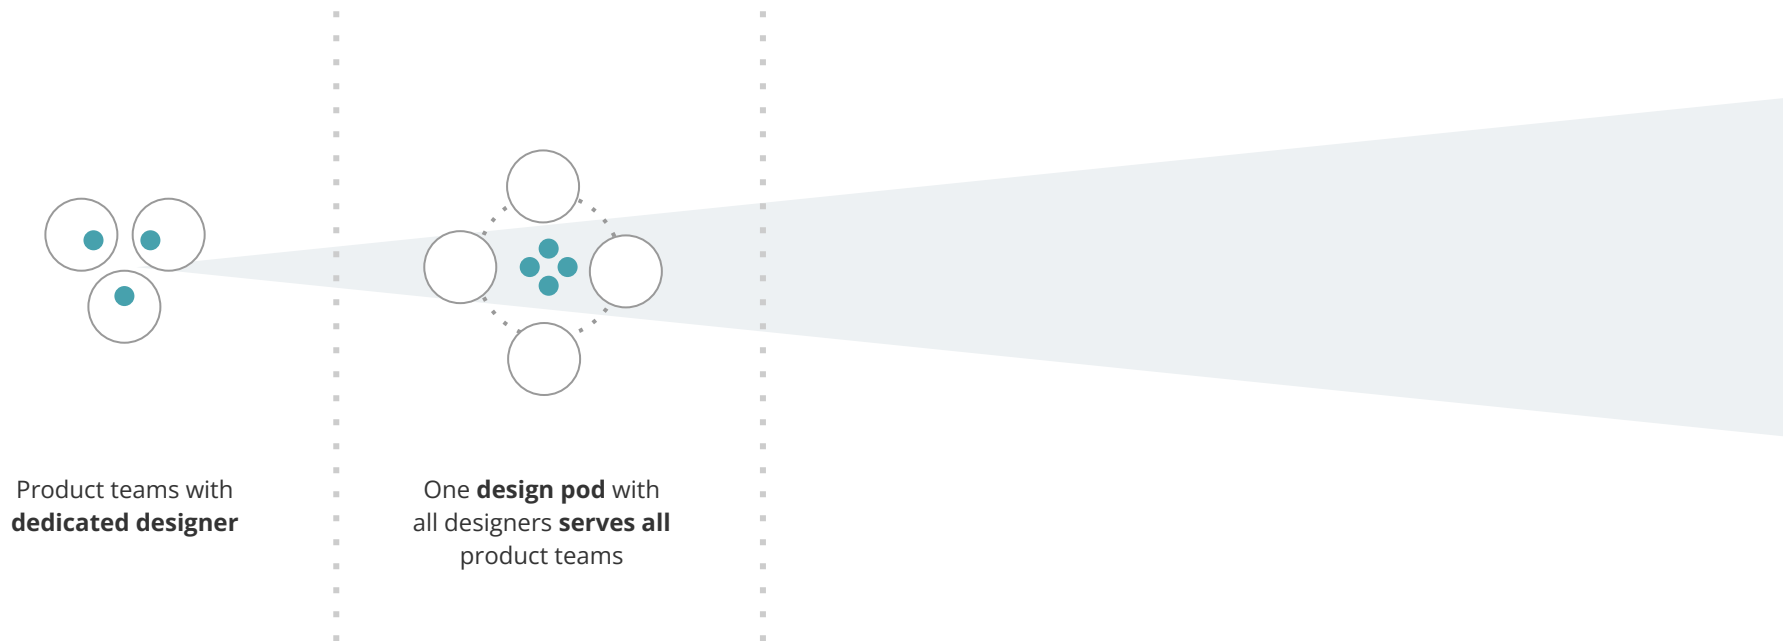 Product teams with
dedicated designer
One design pod with
all designers serves all
product teams